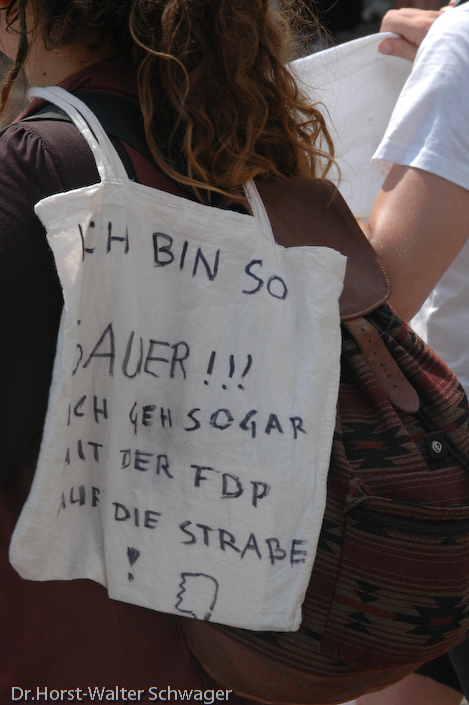 ICH BIN SO
SAUER!!!
ICH GEH SOGAR
MIT DER FDP
AUF DIE STRAßE
!
Dr.Horst-Walter Schwager